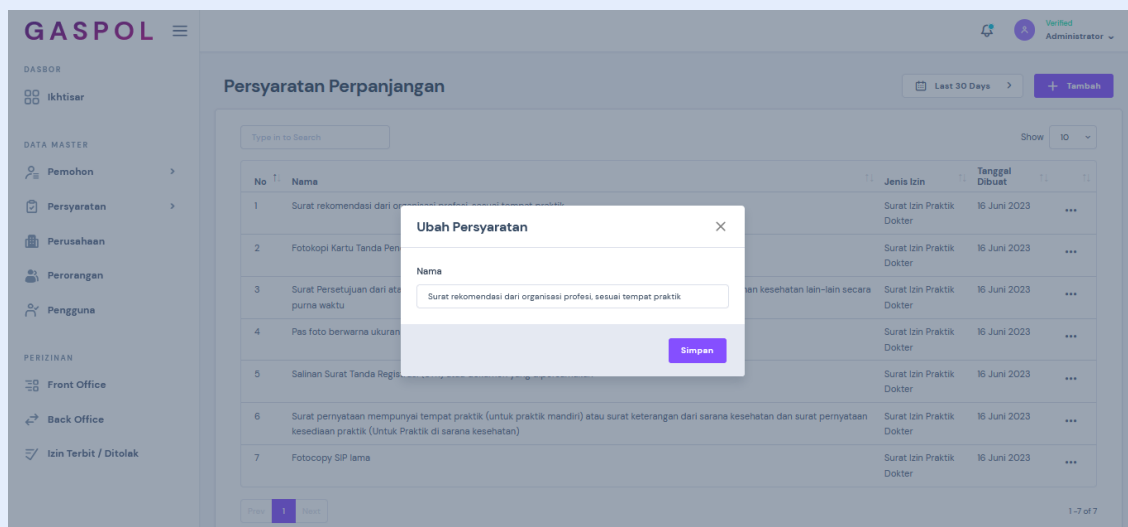 GASPOL
Verified
Administrator
DASBOR
Ikhtisar
DATA MASTER
Pemohon
Persyaratan
Perusahaan
Perorangan
Pengguna
PERIZINAN
Front Office
Back Office
Izin Terbit / Ditolak
Persyaratan Perpanjangan
Last 30 Days
+ Tambah
Type in to Search
Show 10
No Nama Jenis Izin Tanggal Dibuat
1 Surat rekomendasi dari organisasi profesi, sesuai tempat praktik Surat Izin Praktik Dokter 16 Juni 2023
2 Fotokopi Kartu Tanda Surat Izin Praktik Dokter 16 Juni 2023
3 Surat Persetujuan dari kesehatan lain-lain secara Surat Izin Praktik 16 Juni 2023
purna waktu Dokter
4 Pas foto berwarna ukuran Surat Izin Praktik Dokter 16 Juni 2023
5 Salinan Surat Tanda Surat Izin Praktik Dokter 16 Juni 2023
6 Surat pernyataan mempunyai tempat praktik (untuk praktik mandiri) atau surat keterangan dari sarana kesehatan dan surat pernyataan Surat Izin Praktik 16 Juni 2023
kesediaan praktik (Untuk Praktik di sarana kesehatan) Dokter
7 Fotocopy SIP lama Surat Izin Praktik Dokter 16 Juni 2023
Prev 1 Next
1-7 of 7
Ubah Persyaratan
Nama
Surat rekomendasi dari organisasi profesi, sesuai tempat praktik
Simpan